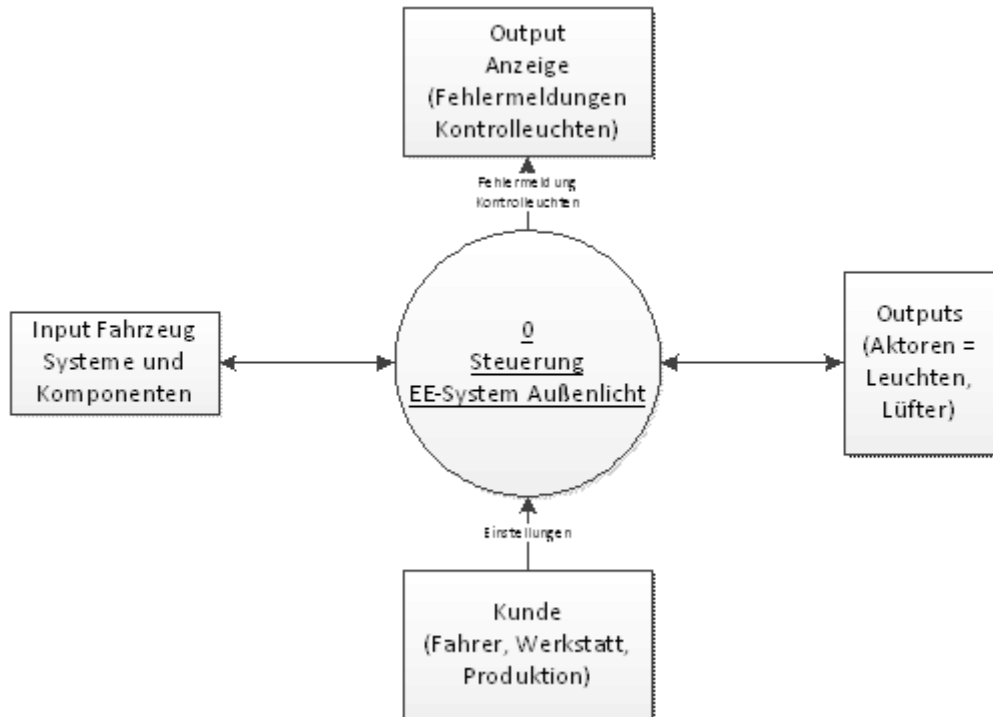 Output
Anzeige
(Fehlermeldungen
Kontrolleuchten)
Fehlermeldung
Kontrolleuchten
Input Fahrzeug
Systeme und
Komponenten
0
Steuerung
EE-System Außenlicht
Outputs
(Aktoren =
Leuchten,
Lüfter)
Einstellungen
Kunde
(Fahrer, Werkstatt,
Produktion)